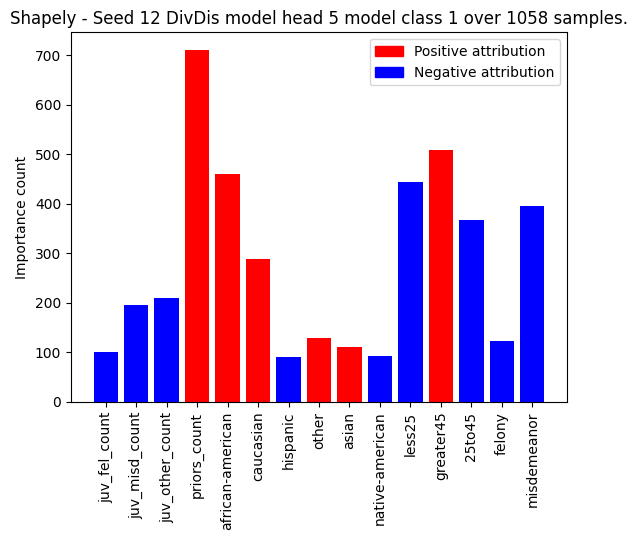 Shapely - Seed 12 DivDis model head 5 model class 1 over 1058 samples.
Positive attribution
Negative attribution
Importance count
700
600
500
400
300
200
100
0
juv_fel_count
juv_misd_count
juv_other_count
priors_count
african-american
caucasian
hispanic
other
asian
native-american
less25
greater45
25to45
felony
misdemeanor